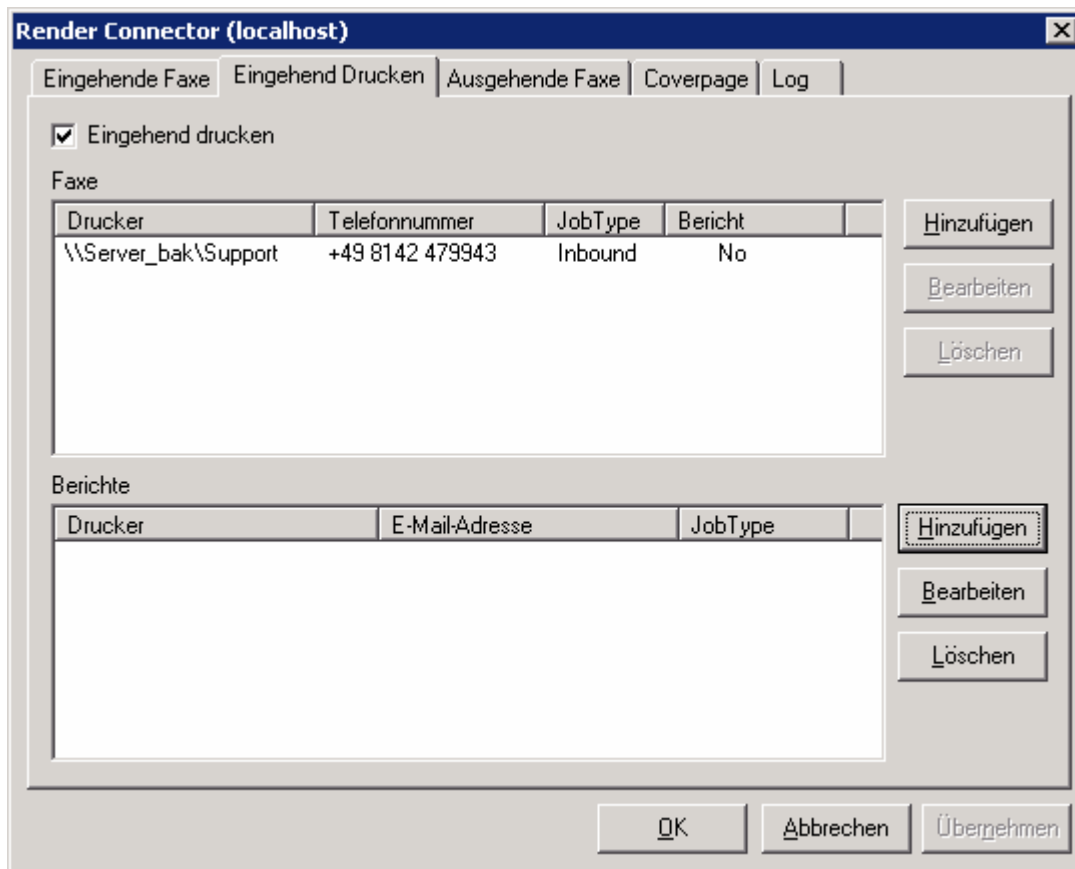 Render Connector (localhost)
Eingehende Faxe Eingehend Drucken Ausgehende Faxe Coverpage Log
Eingehend drucken
Faxe
Drucker Telefonnummer JobType Bericht
\\Server_bak\Support +49 8142 479943 Inbound No
Hinzufügen
Bearbeiten
Löschen
Berichte
Drucker E-Mail-Adresse JobType
Hinzufügen
Bearbeiten
Löschen
OK Abbrechen Übernehmen